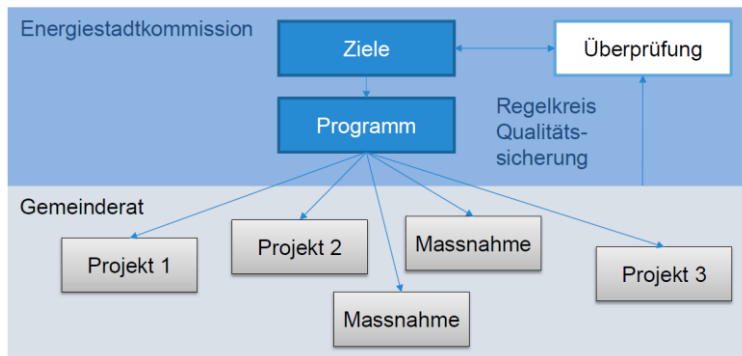 Energiestadtkommission
Ziele
Überprüfung
Programm
Regelkreis
Qualitäts-
sicherung
Gemeinderat
Projekt 1
Projekt 2
Massnahme
Massnahme
Projekt 3